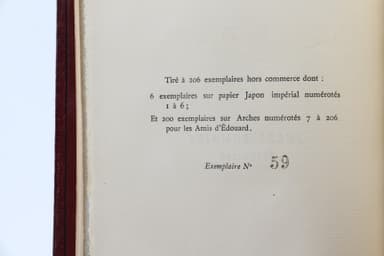 Tiré à 206 exemplaires hors commerce dont :
6 exemplaires sur papier Japon impérial numérotés
1 à 6 ;
Et 200 exemplaires sur Arches numérotés 7 à 206
pour les Amis d'Édouard.
Exemplaire N° 59